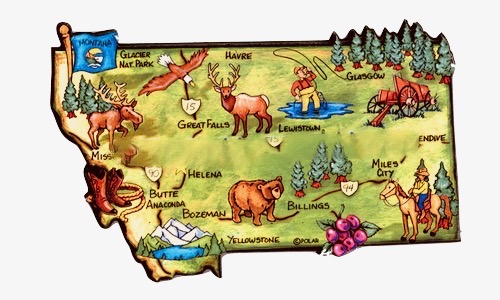 MONTANA
GLACIER
NAT. PARK
HAVRE
GLASGOW
15
GREAT FALLS
LEWISTOWN
ENDIVE
MISS
90
HELENA
MILES
CITY
94
BUTTE
ANACONDA
BOZEMAN
BILLINGS
YELLOWSTONE
©POLAR